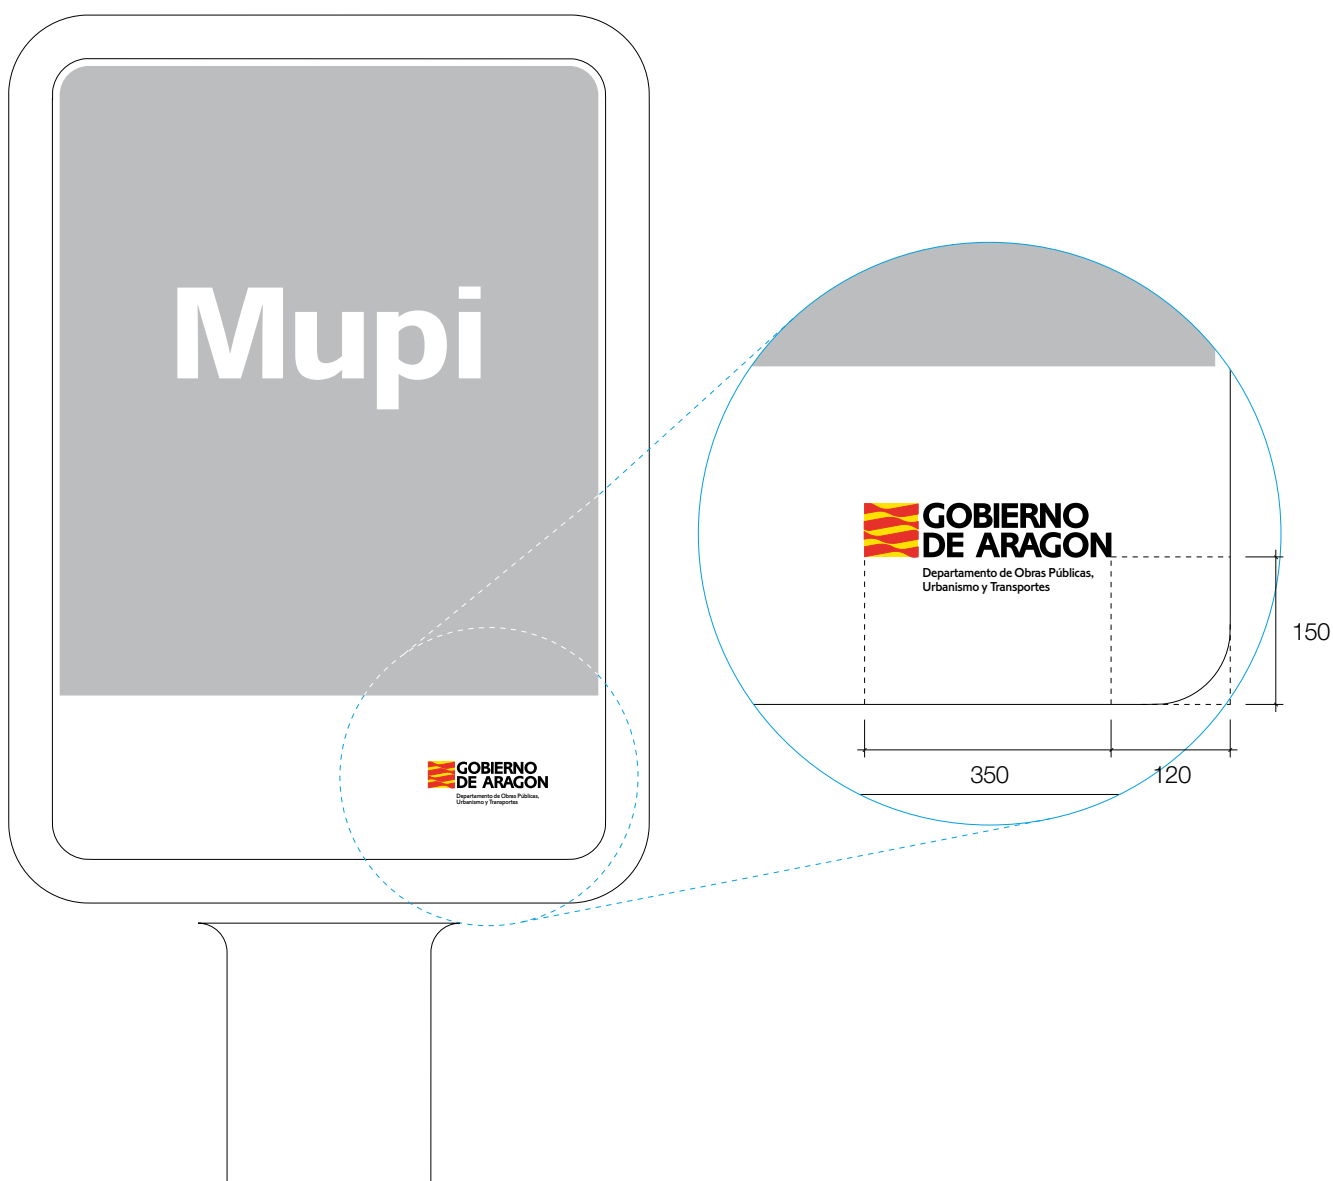 Mupi
GOBIERNO
DE ARAGON
Departamento de Obras Públicas,
Urbanismo y Transportes
GOBIERNO
DE ARAGON
Departamento de Obras Públicas,
Urbanismo y Transportes
150
350
120